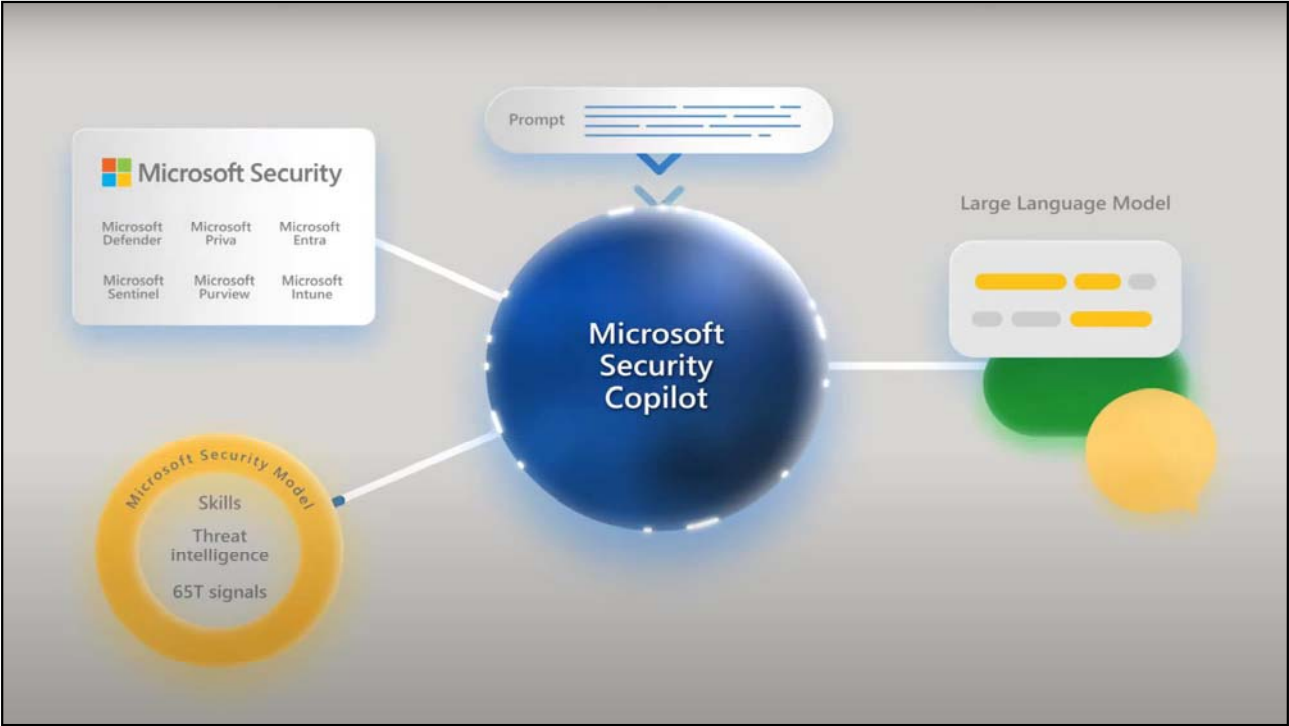 Prompt
Microsoft Security
Microsoft Defender
Microsoft Priva
Microsoft Entra
Microsoft Sentinel
Microsoft Purview
Microsoft Intune
Large Language Model
Microsoft
Security
Copilot
Microsoft Security Model
Skills
Threat
intelligence
65T signals